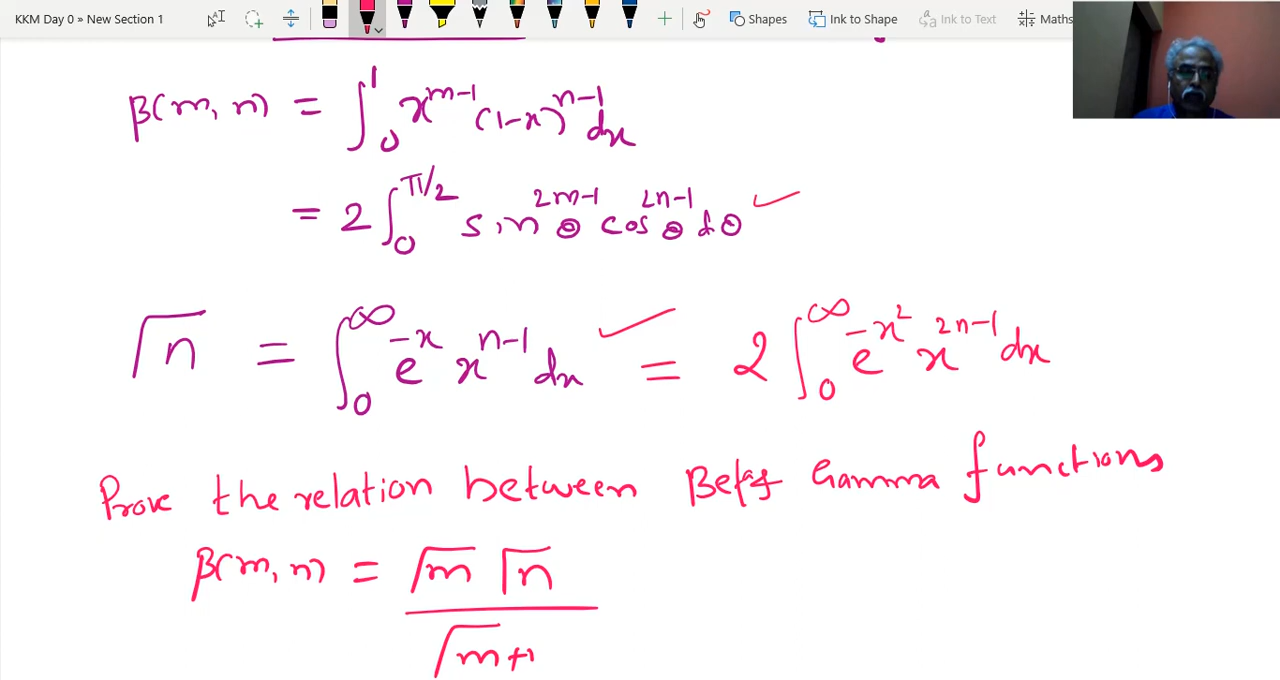 KKM Day 0 » New Section 1 Shapes Ink to Shape Ink to Text Maths
β(m, n) = ∫₀¹ x^{m-1} (1-x)^{n-1} dx
= 2 ∫₀^{π/2} sin^{2m-1} θ cos^{2n-1} θ dθ ✓
Γn = ∫₀^∞ e^{-x} x^{n-1} dx ✓ = 2 ∫₀^∞ e^{-x²} x^{2n-1} dx
Prove the relation between Gamma functions
β(m, n) = Γm Γn
Γm+